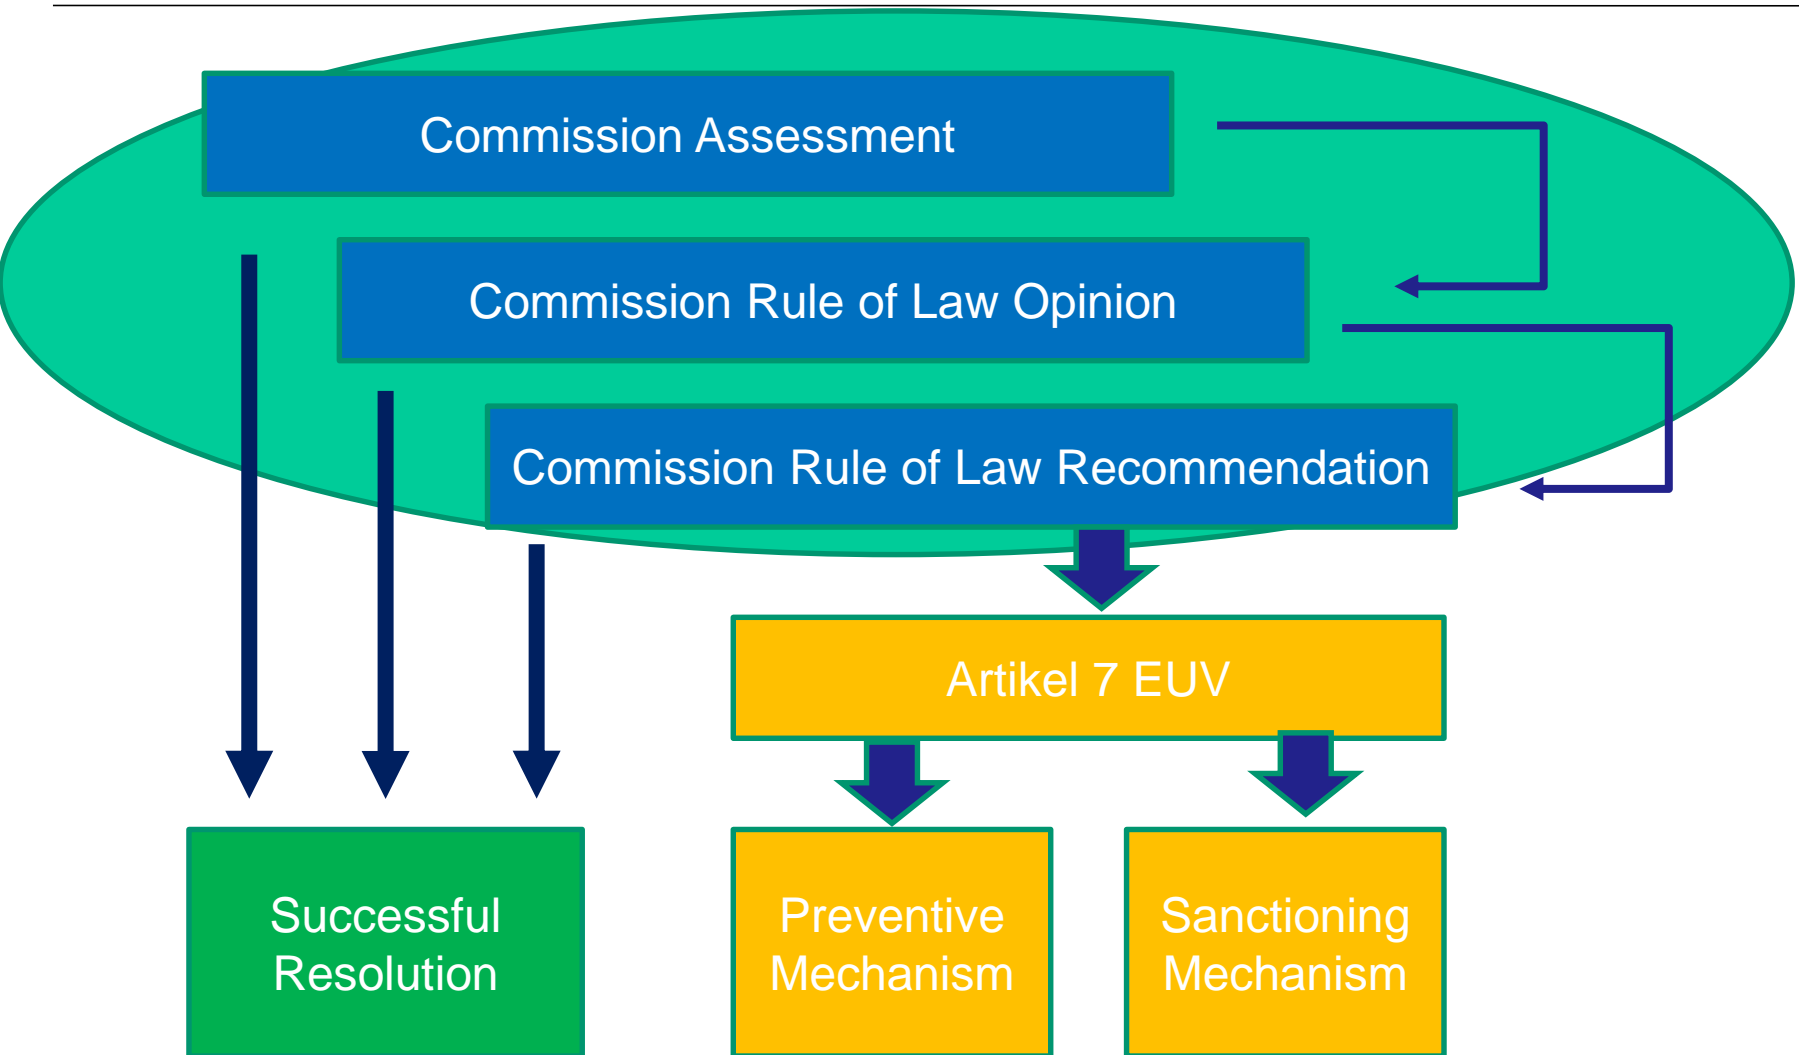 Commission Assessment
Commission Rule of Law Opinion
Commission Rule of Law Recommendation
Artikel 7 EUV
Successful
Resolution
Preventive
Mechanism
Sanctioning
Mechanism